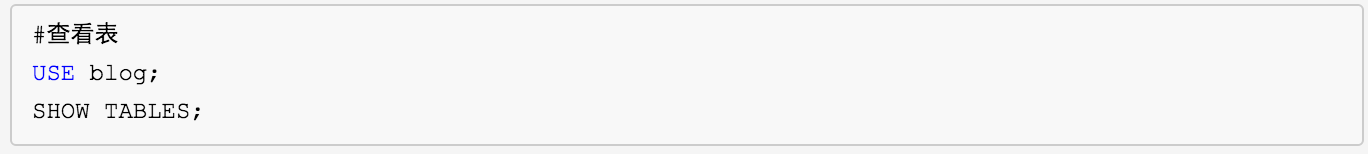 #查看表
USE blog;
SHOW TABLES;